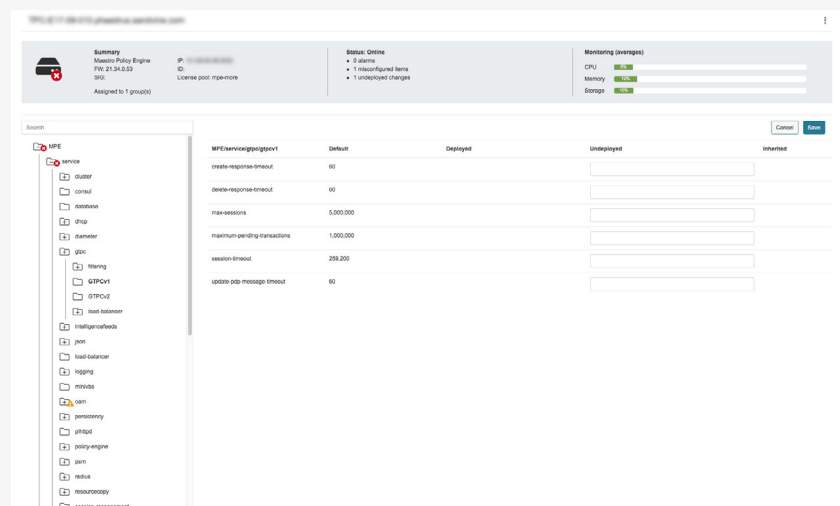 Summary
Maestro Policy Engine
FW: 21.34.0.53
SIG:
Assigned to 1 group(s)
IP:
ID:
License pool: mpe-more
Status: Online
• 0 alarms
• 1 misconfigured items
• 1 undeployed changes
Monitoring (averages)
CPU
Memory
Storage
Search
Cancel
Save
MPE
service
cluster
consul
database
dhcp
diameter
gtpc
filtering
GTPCv1
GTPCv2
load-balancer
intelligencefeeds
json
load-balancer
logging
minivbs
oam
persistency
policy-engine
psm
radius
resourcecopy
MPE/service/gtpc/gtpcv1 Default Deployed Undeployed Inherited
create-response-timeout 60
delete-response-timeout 60
max-sessions 5,000,000
maximum-pending-transactions 1,000,000
session-timeout 259,200
update-pdp-message-timeout 60